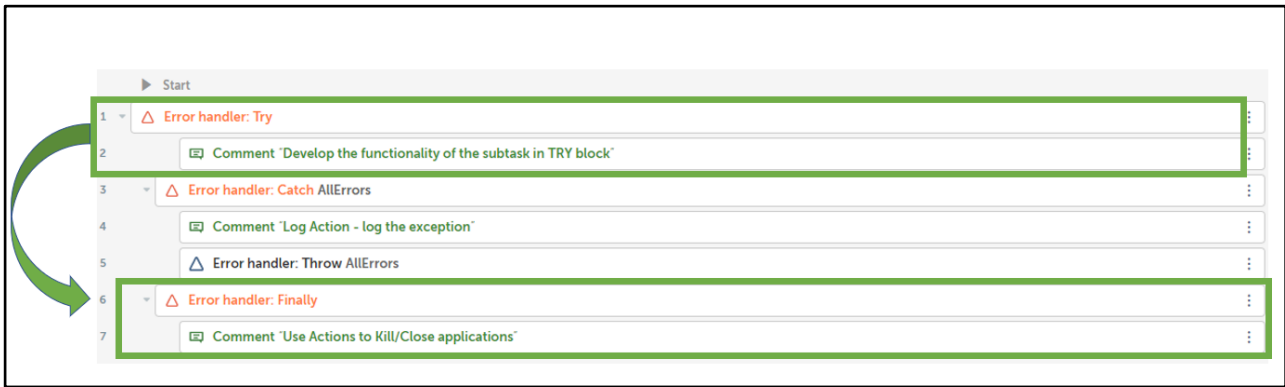 Start
1 Error handler: Try
2 Comment "Develop the functionality of the subtask in TRY block"
3 Error handler: Catch AllErrors
4 Comment "Log Action - log the exception"
5 Error handler: Throw AllErrors
6 Error handler: Finally
7 Comment "Use Actions to Kill/Close applications"